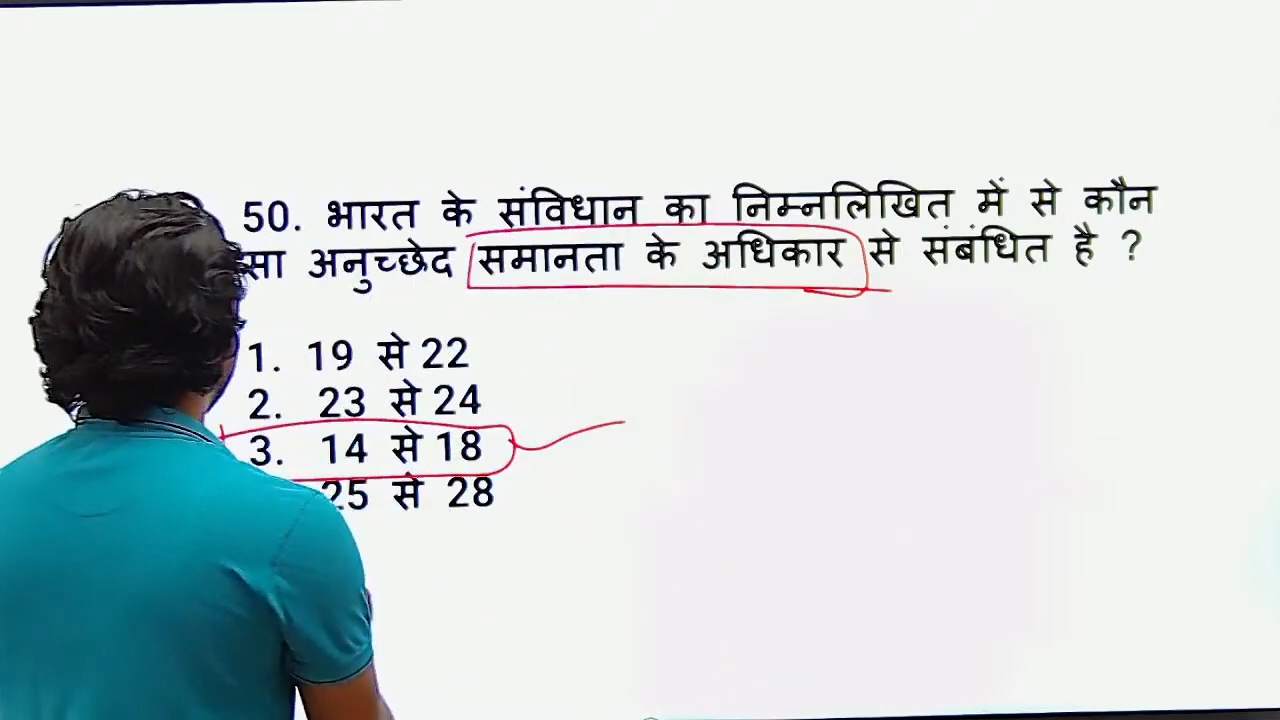 50. भारत के संविधान का निम्नलिखित में से कौन
सा अनुच्छेद समानता के अधिकार से संबंधित है ?
1. 19 से 22
2. 23 से 24
3. 14 से 18
25 से 28